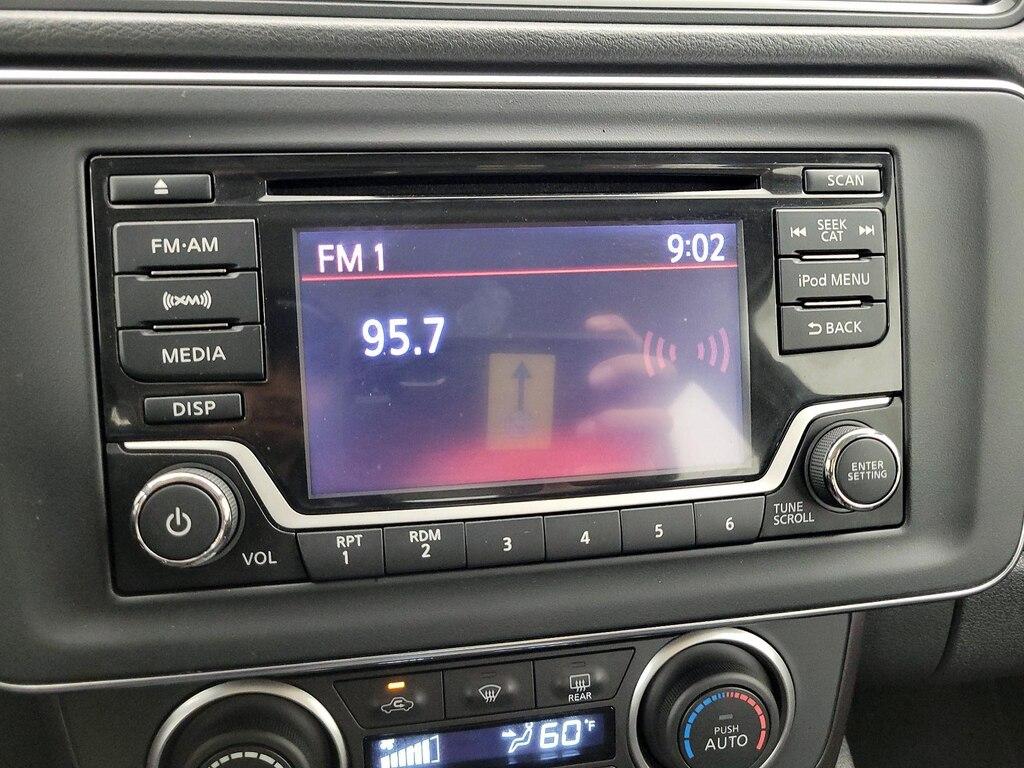 SCAN
FM·AM
FM 1
9:02
SEEK
CAT
XM
iPod MENU
95.7
MEDIA
BACK
DISP
ENTER
SETTING
TUNE
SCROLL
VOL
RPT
1
RDM
2
3
4
5
6
REAR
60°F
PUSH
AUTO